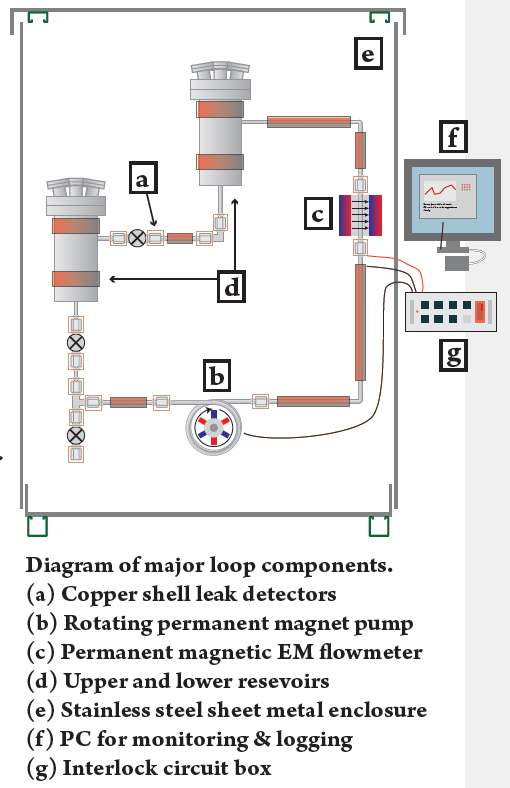 e
f
a
c
d
g
b
Diagram of major loop components.
(a) Copper shell leak detectors
(b) Rotating permanent magnet pump
(c) Permanent magnetic EM flowmeter
(d) Upper and lower resevoirs
(e) Stainless steel sheet metal enclosure
(f) PC for monitoring & logging
(g) Interlock circuit box